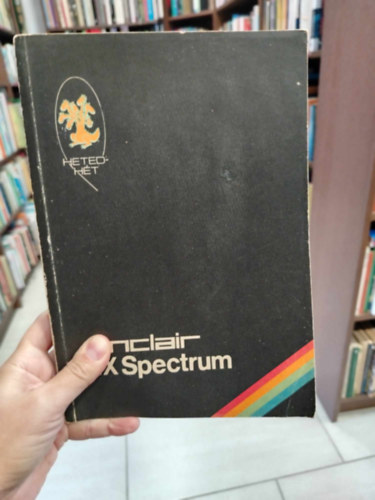 HETED-
HÉT
nclair
X Spectrum